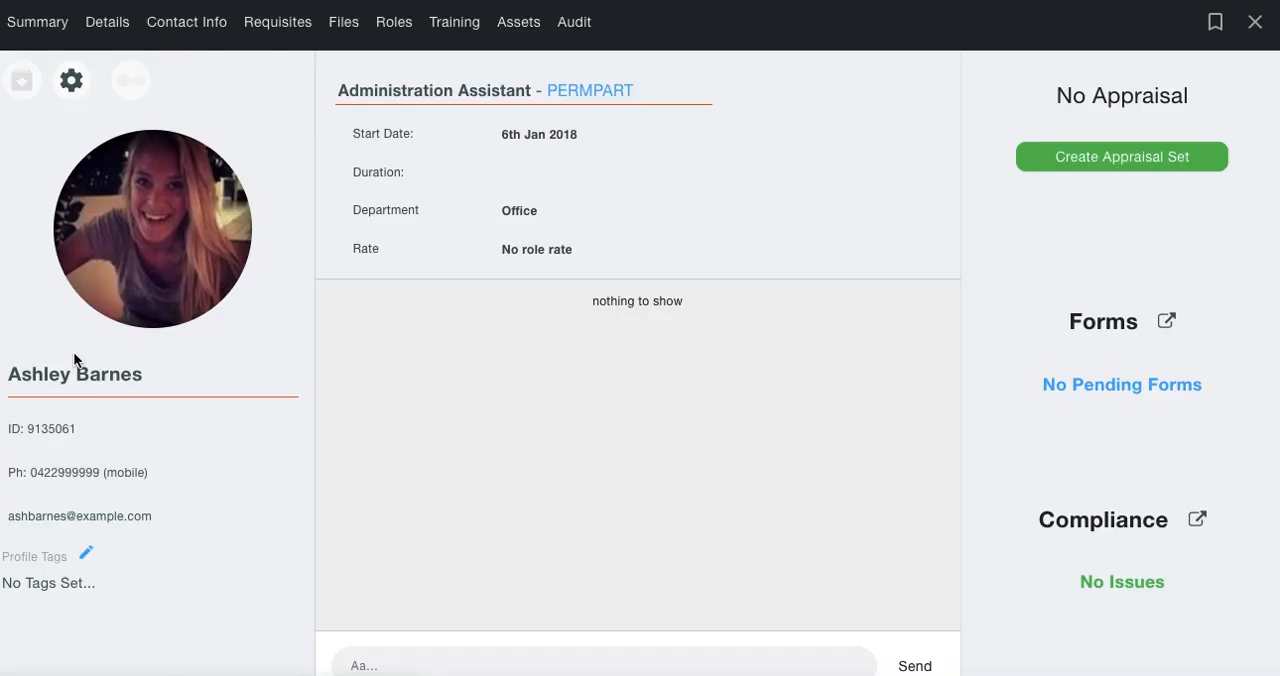 Summary Details Contact Info Requisites Files Roles Training Assets Audit
Administration Assistant - PERMPART
Start Date: 6th Jan 2018
Duration:
Department Office
Rate No role rate
nothing to show
Aa... Send
Ashley Barnes
ID: 9135061
Ph: 0422999999 (mobile)
ashbarnes@example.com
Profile Tags
No Tags Set...
No Appraisal
Create Appraisal Set
Forms
No Pending Forms
Compliance
No Issues